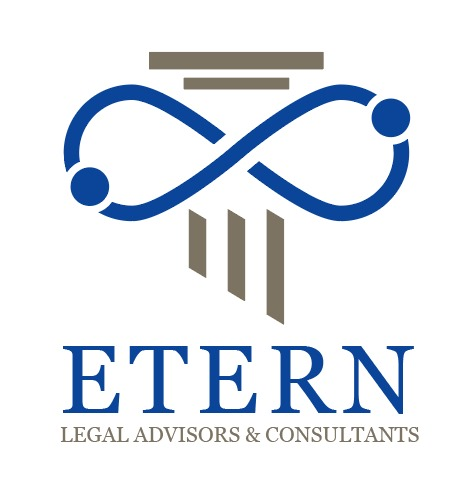 ETERN
LEGAL ADVISORS & CONSULTANTS